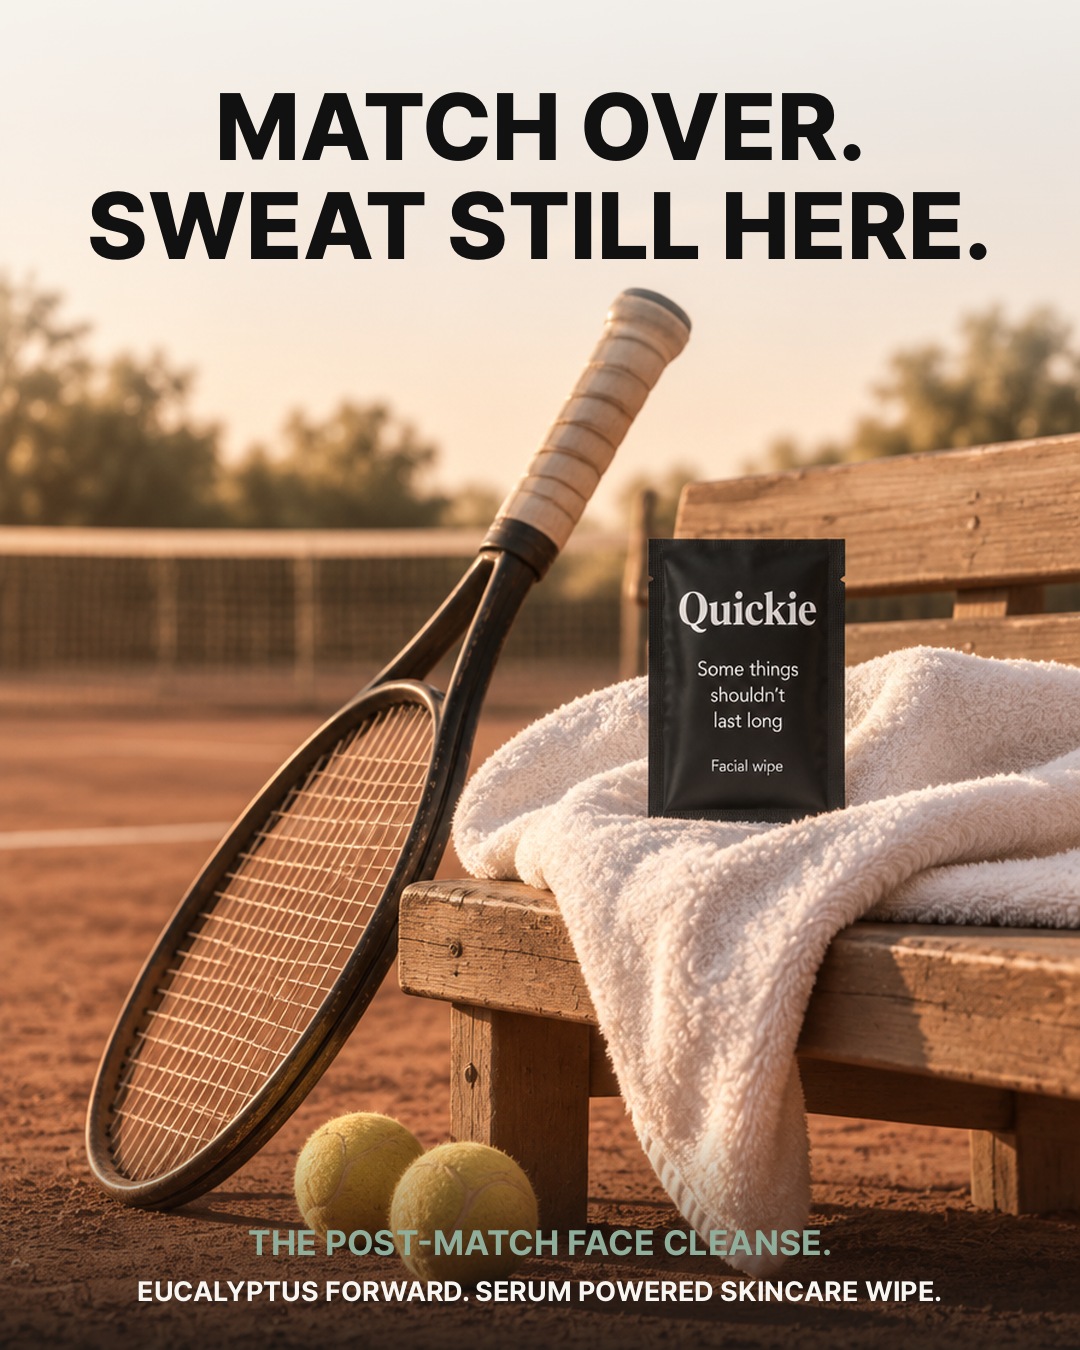 MATCH OVER.
SWEAT STILL HERE.
Quickie
Some things
shouldn't
last long
Facial wipe
THE POST-MATCH FACE CLEANSE.
EUCALYPTUS FORWARD. SERUM POWERED SKINCARE WIPE.